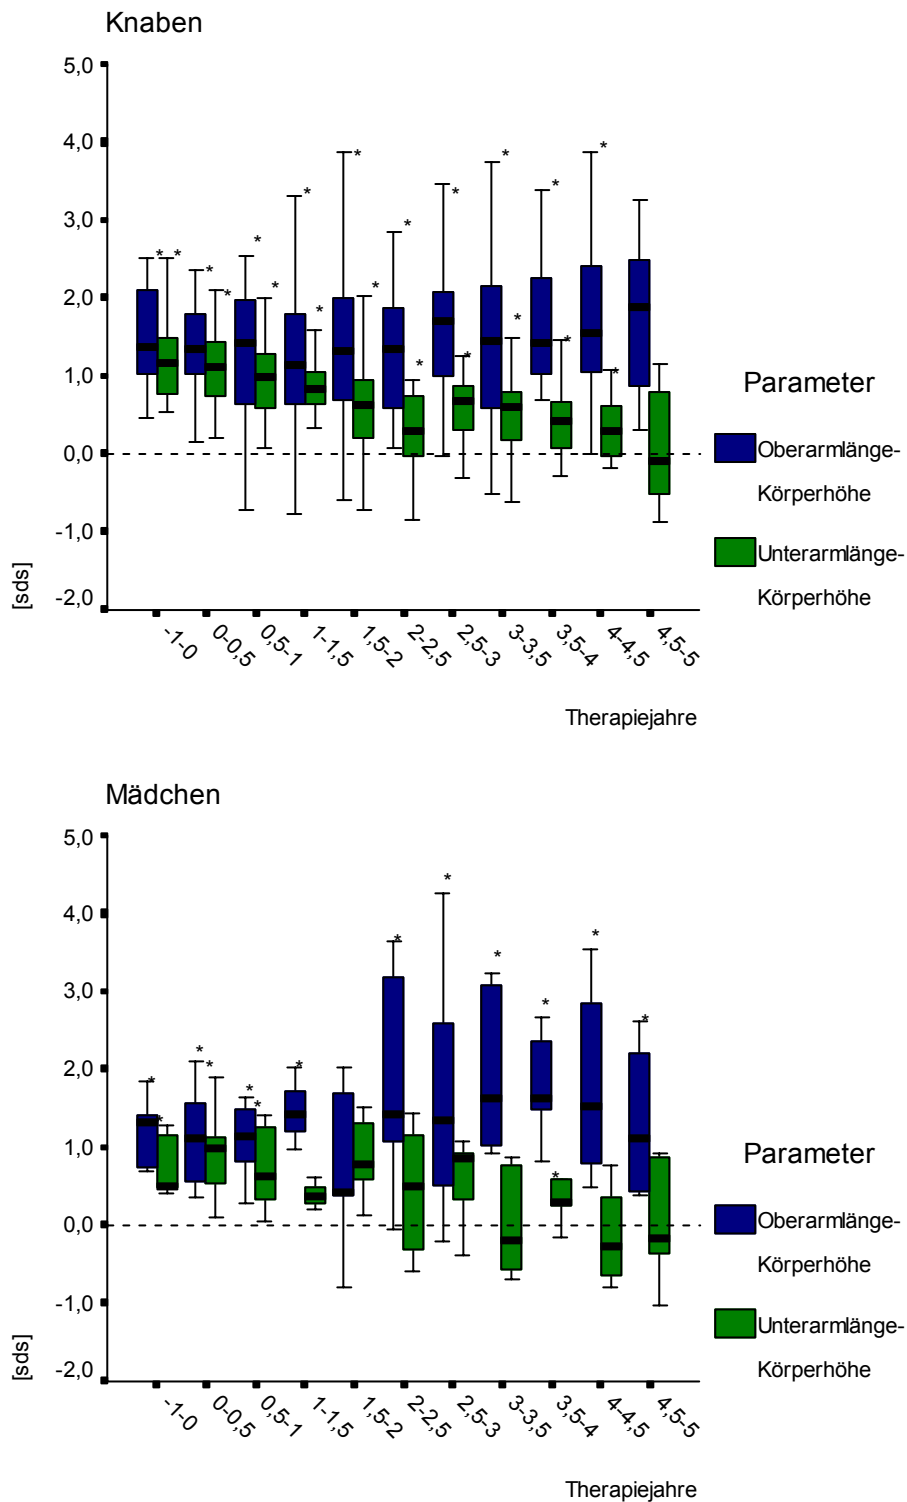 Knaben
5,0
4,0
3,0
2,0
1,0
0,0
-1,0
-2,0
[sds]
* * * * * * * * * * * * * * * * * * * *
-1-0
0-0,5
0,5-1
1-1,5
1,5-2
2-2,5
2,5-3
3-3,5
3,5-4
4-4,5
4,5-5
Therapiejahre
Parameter
Oberarmlänge-
Körperhöhe
Unterarmlänge-
Körperhöhe
Mädchen
5,0
4,0
3,0
2,0
1,0
0,0
-1,0
-2,0
[sds]
* * * * * * * * * * * * * *
-1-0
0-0,5
0,5-1
1-1,5
1,5-2
2-2,5
2,5-3
3-3,5
3,5-4
4-4,5
4,5-5
Therapiejahre
Parameter
Oberarmlänge-
Körperhöhe
Unterarmlänge-
Körperhöhe